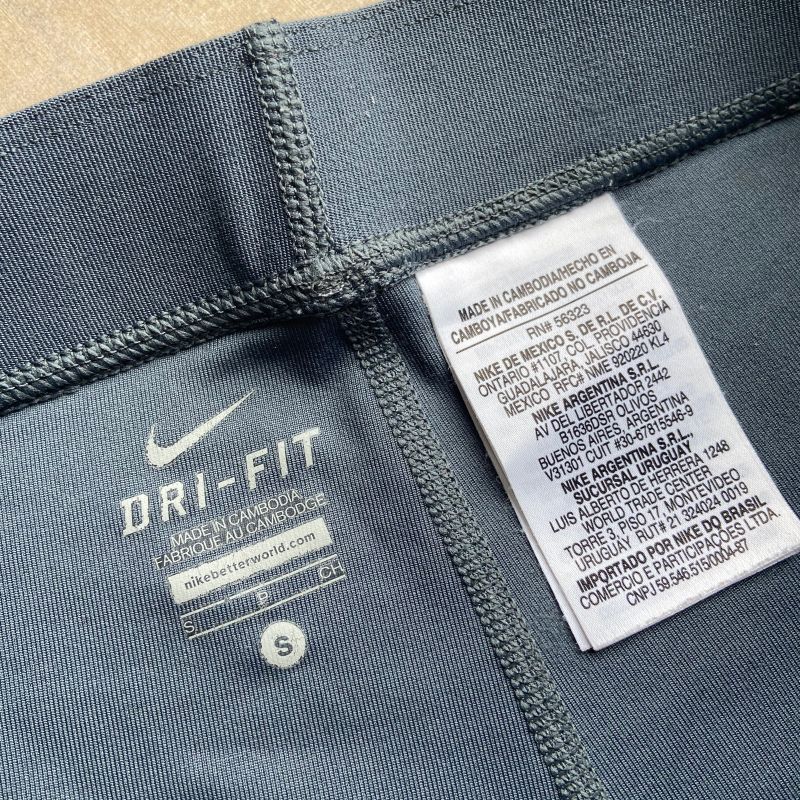 DRI-FIT
MADE IN CAMBODIA
FABRIQUÉ AU CAMBODGE
nikebetterworld.com
S P CH
S
MADE IN CAMBODIA/HECHO EN
CAMBOYA/FABRICADO NO CAMBOJA
RN# 56323
NIKE DE MEXICO S. DE R.L. DE C.V.
ONTARIO #1107, COL. PROVIDENCIA
GUADALAJARA, JALISCO 44630
MEXICO RFC# NME 920220 KL4
NIKE ARGENTINA S.R.L.
AV DEL LIBERTADOR 2442
B1636DSR OLIVOS
BUENOS AIRES, ARGENTINA
V31301 CUIT #30-67815546-9
NIKE ARGENTINA S.R.L.
SUCURSAL URUGUAY
LUIS ALBERTO DE HERRERA 1248
WORLD TRADE CENTER
TORRE 3, PISO 17, MONTEVIDEO
URUGUAY RUT# 21 324024 0019
IMPORTADO POR NIKE DO BRASIL
COMERCIO E PARTICIPAÇOES LTDA.
CNPJ 59.546.515/0004-87